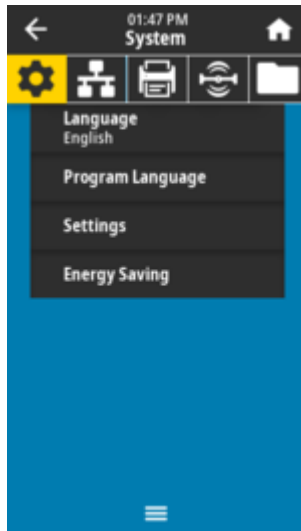 01:47 PM
System
Language
English
Program Language
Settings
Energy Saving